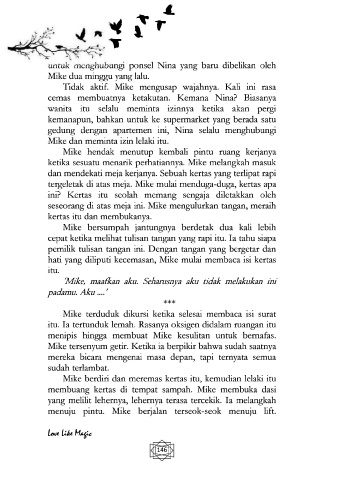 untuk menghubungi ponsel Nina yang baru dibelikan oleh
Mike dua minggu yang lalu.
Tidak aktif. Mike mengusap wajahnya. Kali ini rasa
cemas membuatnya ketakutan. Kemana Nina? Biasanya
wanita itu selalu meminta izinnya ketika akan pergi
kemanapun, bahkan untuk ke supermarket yang berada satu
gedung dengan apartemen ini, Nina selalu menghubungi
Mike dan meminta izin lelaki itu.
Mike hendak menutup kembali pintu ruang kerjanya
ketika sesuatu menarik perhatiannya. Mike melangkah masuk
dan mendekati meja kerjanya. Sebuah kertas yang terlipat rapi
tergeletak di atas meja. Mike mulai menduga-duga, kertas apa
ini? Kertas itu seolah memang sengaja diletakkan oleh
seseorang di atas meja ini. Mike mengulurkan tangan, meraih
kertas itu dan membukanya.
Mike bersumpah jantungnya berdetak dua kali lebih
cepat ketika melihat tulisan tangan yang rapi itu. Ia tahu siapa
pemilik tulisan tangan ini. Dengan tangan yang bergetar dan
hati yang diliputi kecemasan, Mike mulai membaca isi kertas
itu.
'Mike, maafkan aku. Seharusnya aku tidak melakukan ini
padamu. Aku ....'
***
Mike terduduk dikursi ketika selesai membaca isi surat
itu. Ia tertunduk lemah. Rasanya oksigen didalam ruangan itu
menipis hingga membuat Mike kesulitan untuk bernafas.
Mike tersenyum getir. Ketika ia berpikir bahwa sudah saatnya
mereka bicara mengenai masa depan, tapi ternyata semua
sudah terlambat.
Mike berdiri dan meremas kertas itu, kemudian lelaki itu
membuang kertas di tempat sampah. Mike membuka dasi
yang melilit lehernya, lehernya terasa tercekik. Ia melangkah
menuju pintu. Mike berjalan terseok-seok menuju lift.
Love Like Magic
146